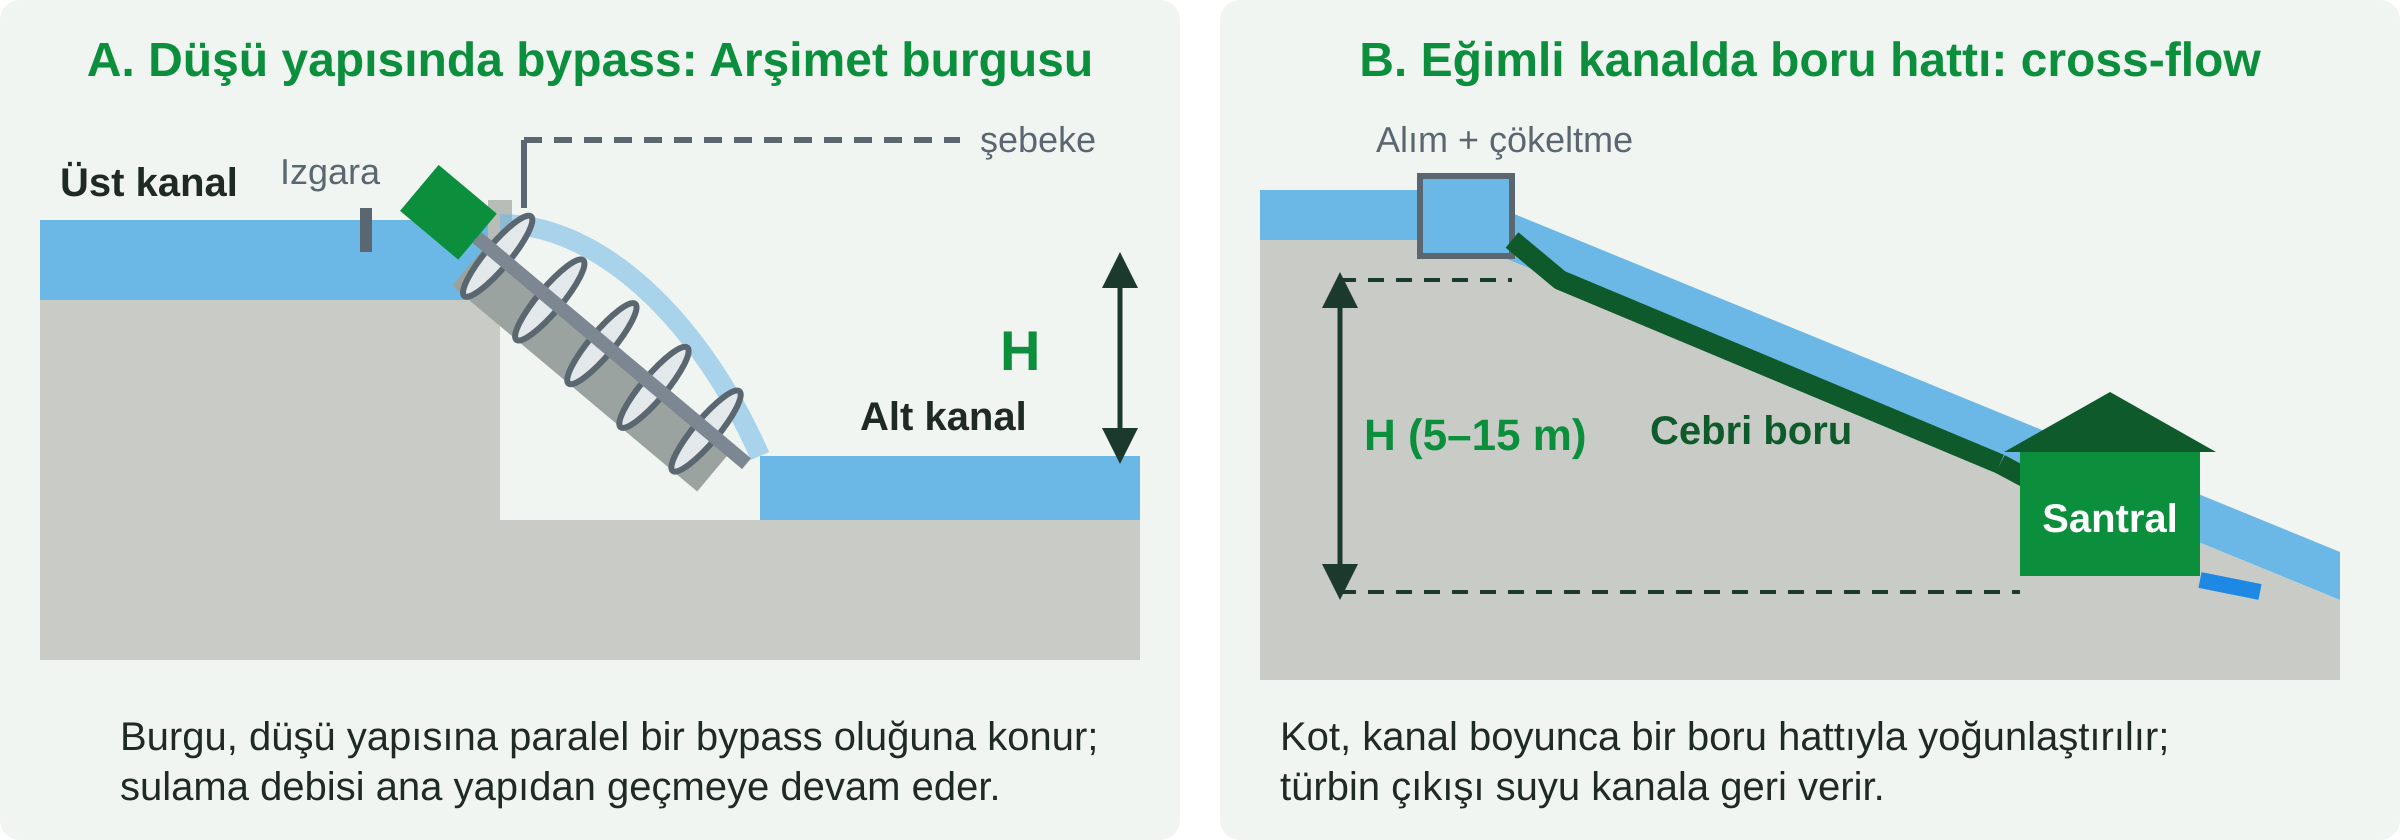 A. Düşü yapısında bypass: Arşimet burgusu
şebeke
Üst kanal
Izgara
H
Alt kanal
Burgu, düşü yapısına paralel bir bypass oluğuna konur;
sulama debisi ana yapıdan geçmeye devam eder.
B. Eğimli kanalda boru hattı: cross-flow
Alım + çökeltme
H (5–15 m)
Cebri boru
Santral
Kot, kanal boyunca bir boru hattıyla yoğunlaştırılır;
türbin çıkışı suyu kanala geri verir.